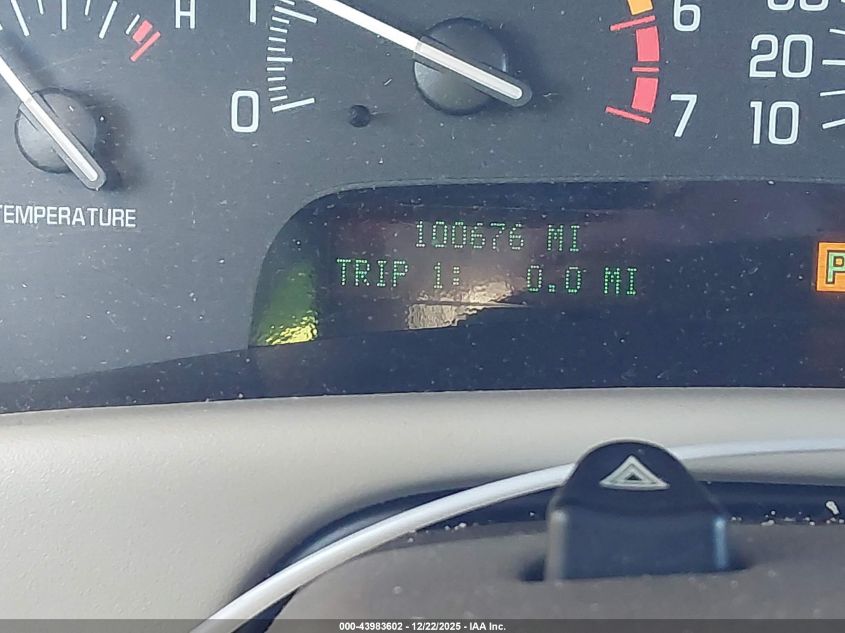 H
1
0
6
7
20
10
TEMPERATURE
100676 MI
TRIP 1: 0.0 MI
P
000-43983602 - 12/22/2025 - IAA Inc.